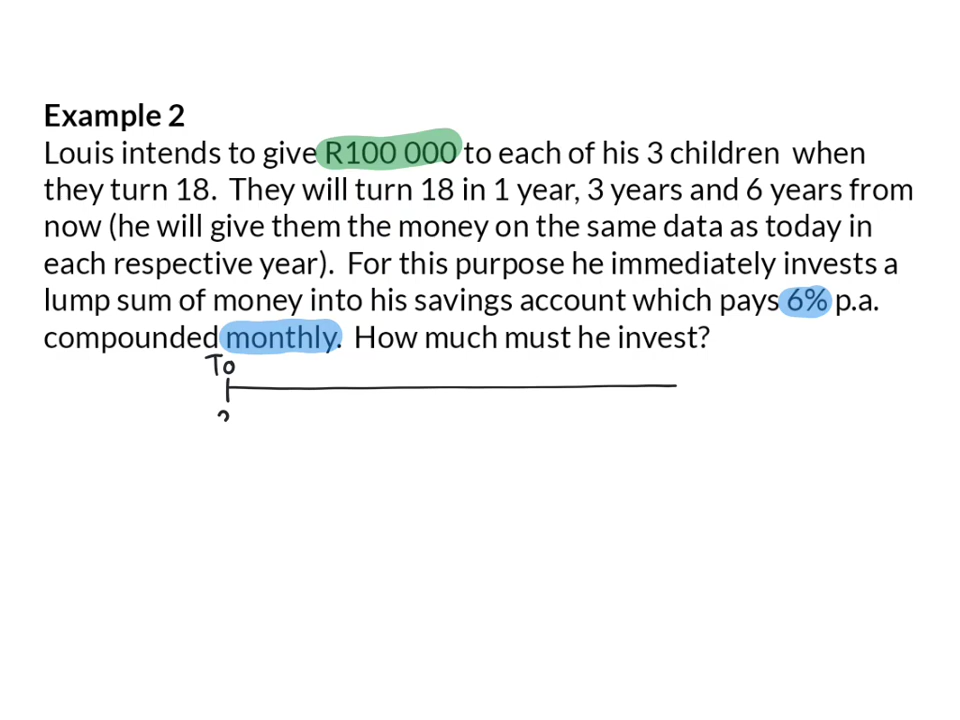 Example 2
Louis intends to give R100 000 to each of his 3 children when
they turn 18. They will turn 18 in 1 year, 3 years and 6 years from
now (he will give them the money on the same data as today in
each respective year). For this purpose he immediately invests a
lump sum of money into his savings account which pays 6% p.a.
compounded monthly. How much must he invest?
To